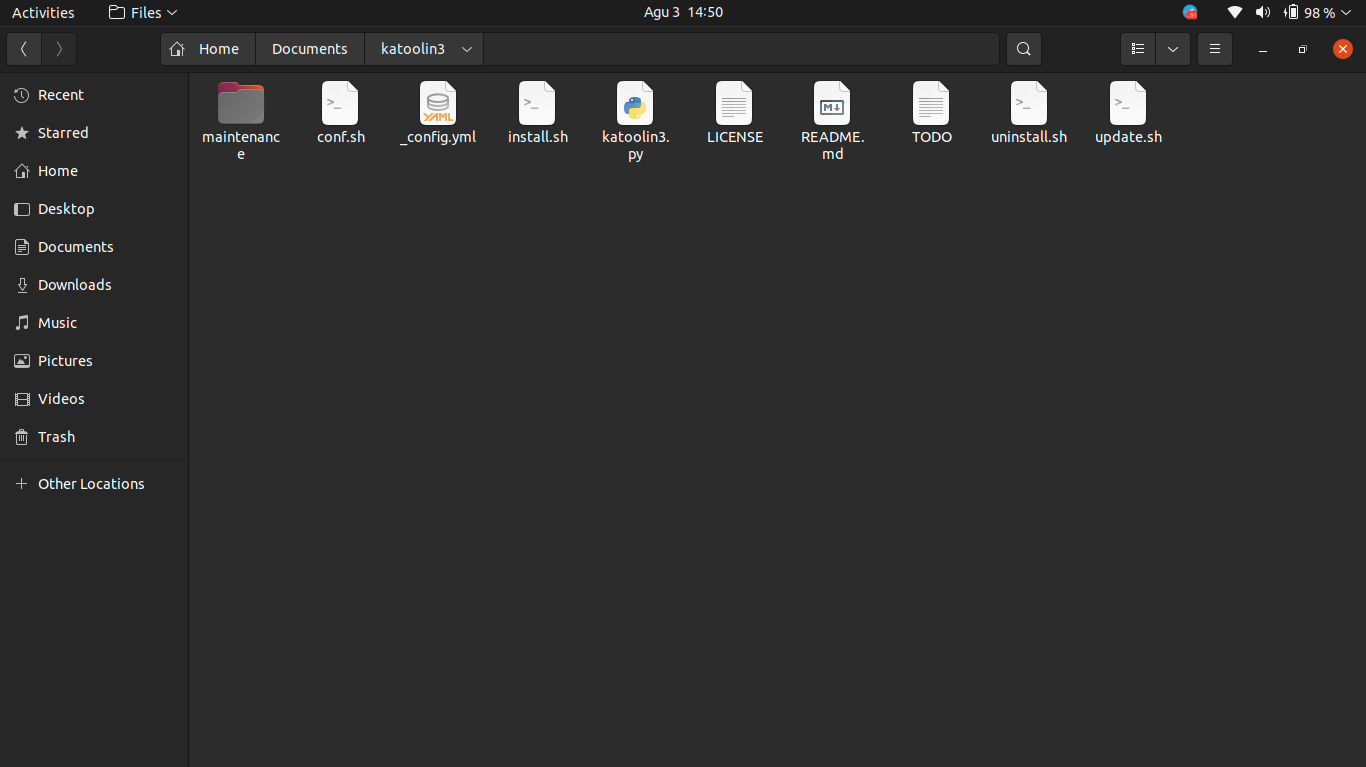 Activities
Files
Agu 3 14:50
98 %
Home
Documents
katoolin3
Recent
Starred
Home
Desktop
Documents
Downloads
Music
Pictures
Videos
Trash
Other Locations
maintenanc
e
>_
conf.sh
YAML
_config.yml
>_
install.sh
katoolin3.
py
LICENSE
M
README.
md
TODO
>_
uninstall.sh
>_
update.sh